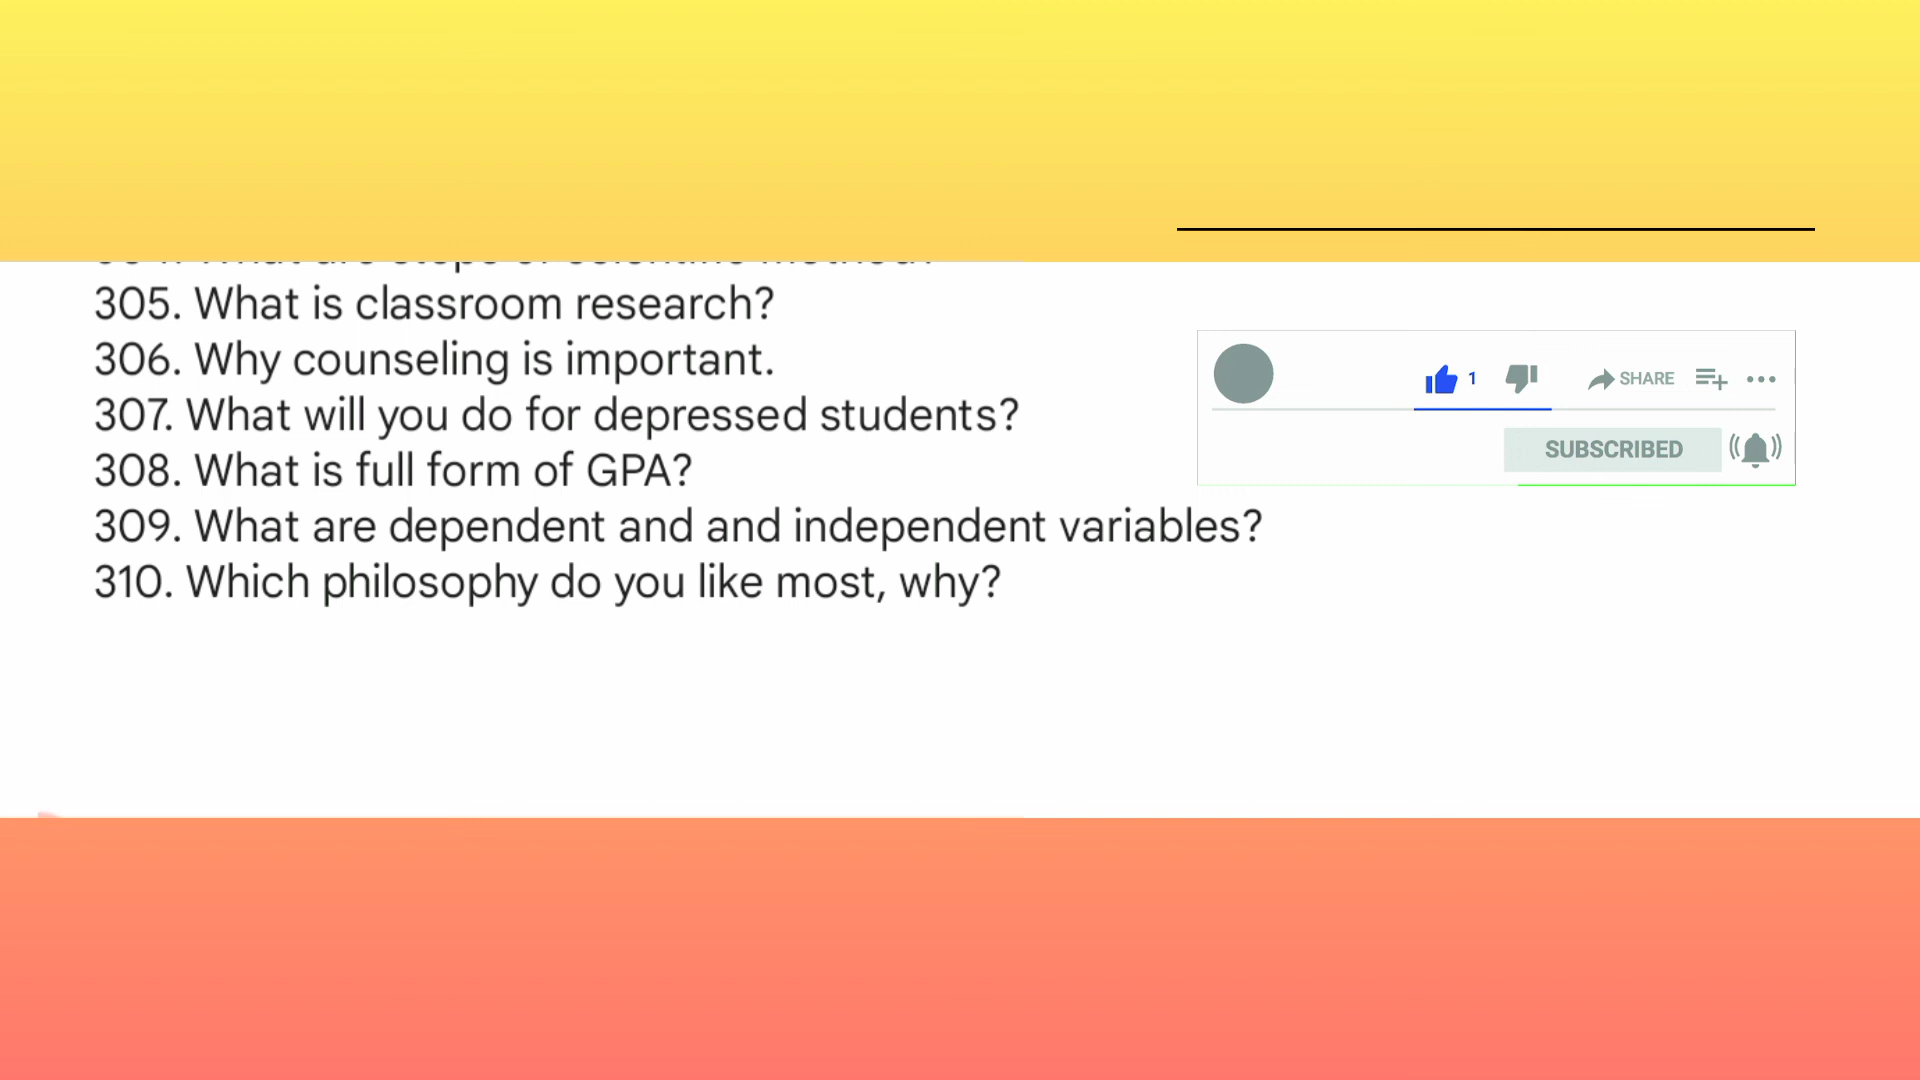 305. What is classroom research?
306. Why counseling is important.
307. What will you do for depressed students?
308. What is full form of GPA?
309. What are dependent and and independent variables?
310. Which philosophy do you like most, why?
1 SHARE
SUBSCRIBED